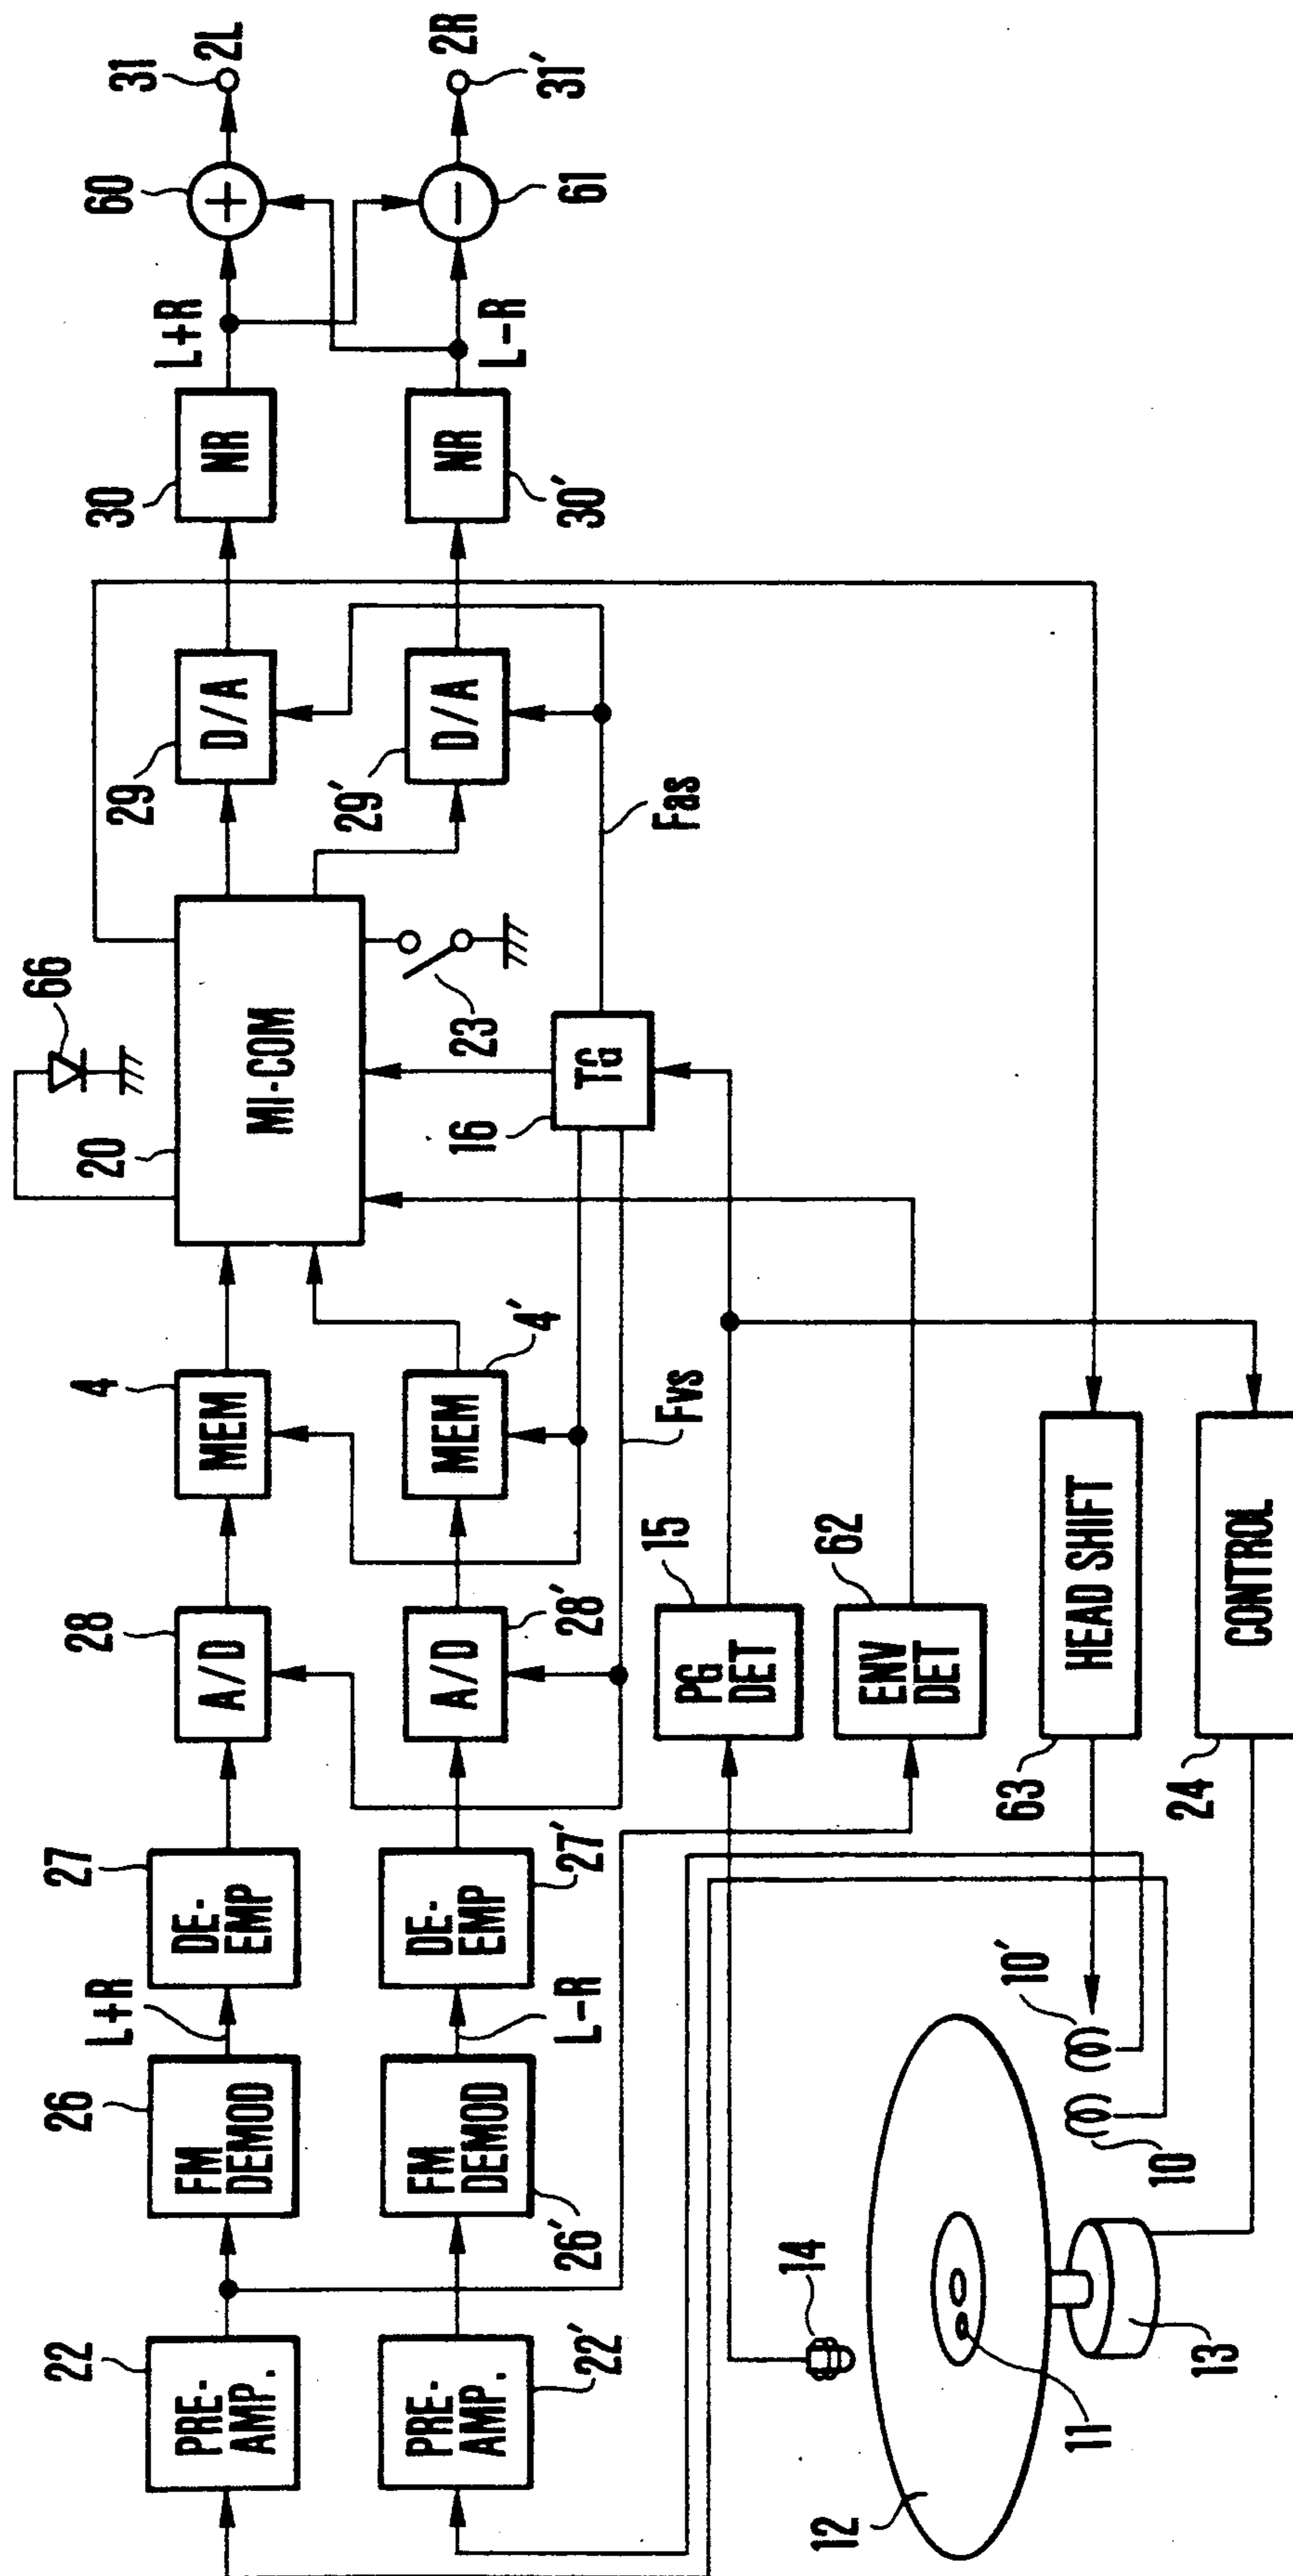 22
PRE-
AMP.
26
FM
DEMOD
L+R
27
DE-
EMP
28
A/D
4
MEM
20
MI-COM
66
29
D/A
30
NR
L+R
60
+
31
2L
22'
PRE-
AMP.
26'
FM
DEMOD
L-R
27'
DE-
EMP
28'
A/D
4'
MEM
23
29'
D/A
30'
NR
L-R
61
−
31'
2R
16
TG
Fvs
Fas
15
PG
DET
62
ENV
DET
14
63
HEAD SHIFT
24
CONTROL
12
11
13
10
10'